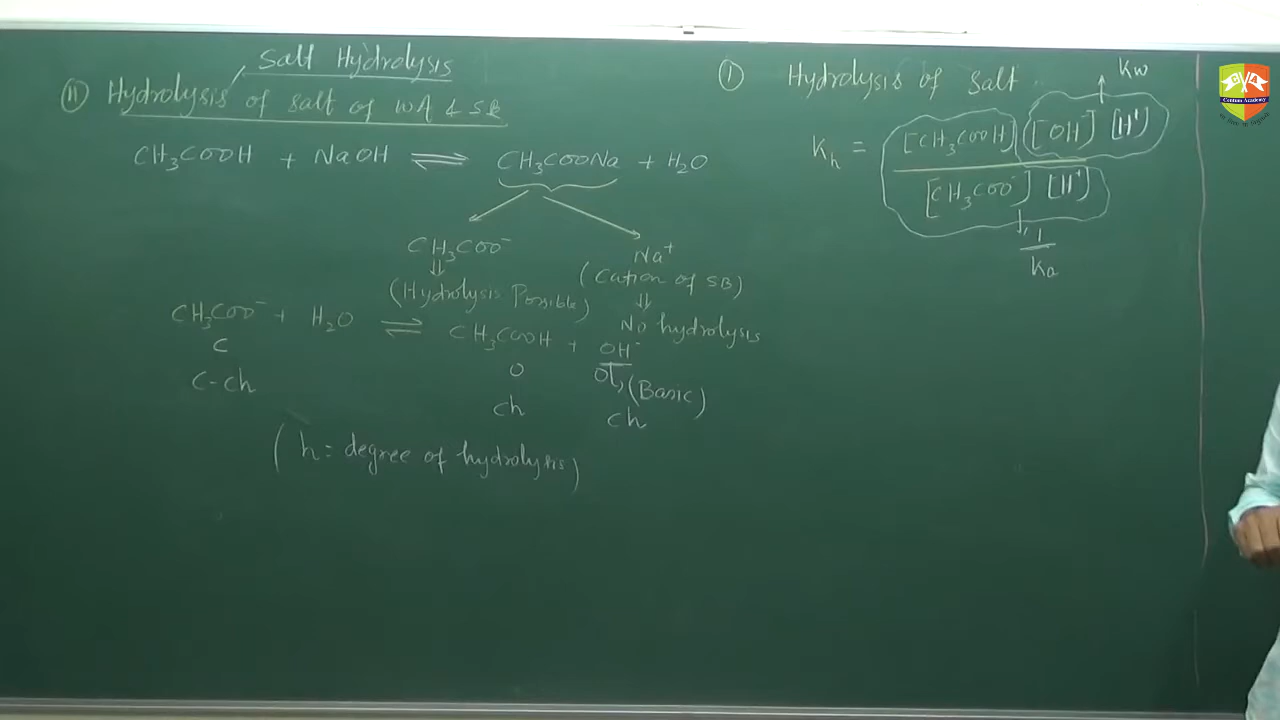 Salt Hydrolysis
(II) Hydrolysis of Salt of WA & SB
CH₃COOH + NaOH ⇌ CH₃COONa + H₂O
CH₃COO⁻
Na⁺
(Cation of SB)
(Hydrolysis Possible)
No hydrolysis
CH₃COO⁻ + H₂O ⇌ CH₃COOH + OH⁻
C O
(Basic)
C-Ch Ch Ch
(h = degree of hydrolysis)
(I) Hydrolysis of Salt
Kw
Kh = [CH₃COOH] [OH] [H⁺]
[CH₃COO⁻] [H⁺]
1
Ka
Centum Academy